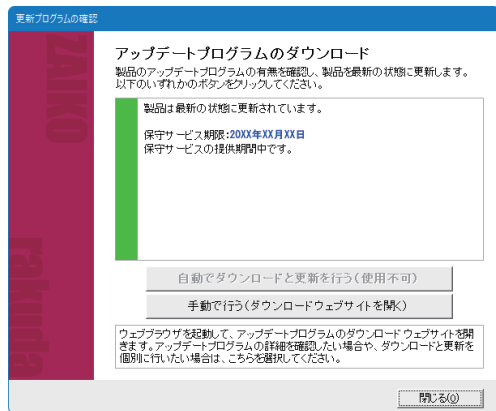 更新プログラムの確認
ZAIKO
rakuda
アップデートプログラムのダウンロード
製品のアップデートプログラムの有無を確認し、製品を最新の状態に更新します。
以下のいずれかのボタンをクリックしてください。
製品は最新の状態に更新されています。
保守サービス期限:20XX年XX月XX日
保守サービスの提供期間中です。
自動でダウンロードと更新を行う(使用不可)
手動で行う(ダウンロードウェブサイトを開く)
ウェブブラウザを起動して、アップデートプログラムのダウンロード ウェブサイトを開
きます。アップデートプログラムの詳細を確認したい場合や、ダウンロードと更新を
個別に行いたい場合は、こちらを選択してください。
閉じる(Q)